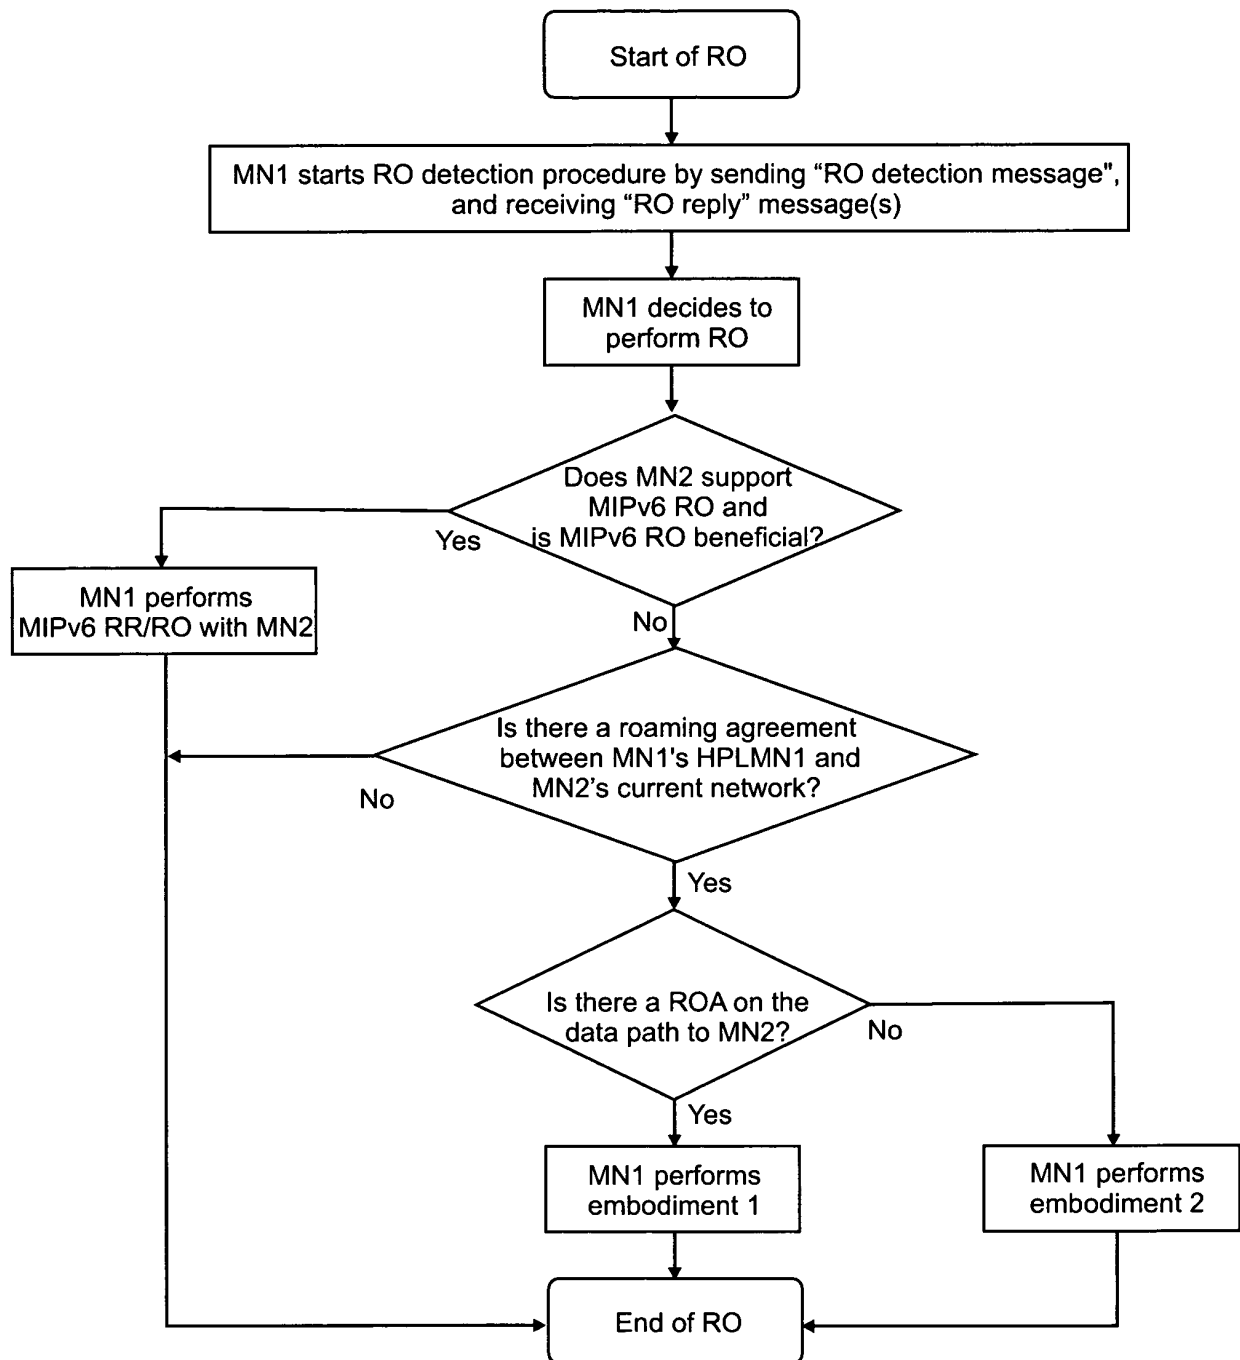 Start of RO
MN1 starts RO detection procedure by sending “RO detection message",
and receiving “RO reply” message(s)
MN1 decides to
perform RO
Does MN2 support
MIPv6 RO and
is MIPv6 RO beneficial?
Yes
No
MN1 performs
MIPv6 RR/RO with MN2
Is there a roaming agreement
between MN1's HPLMN1 and
MN2’s current network?
No
Yes
Is there a ROA on the
data path to MN2?
No
Yes
MN1 performs
embodiment 1
MN1 performs
embodiment 2
End of RO